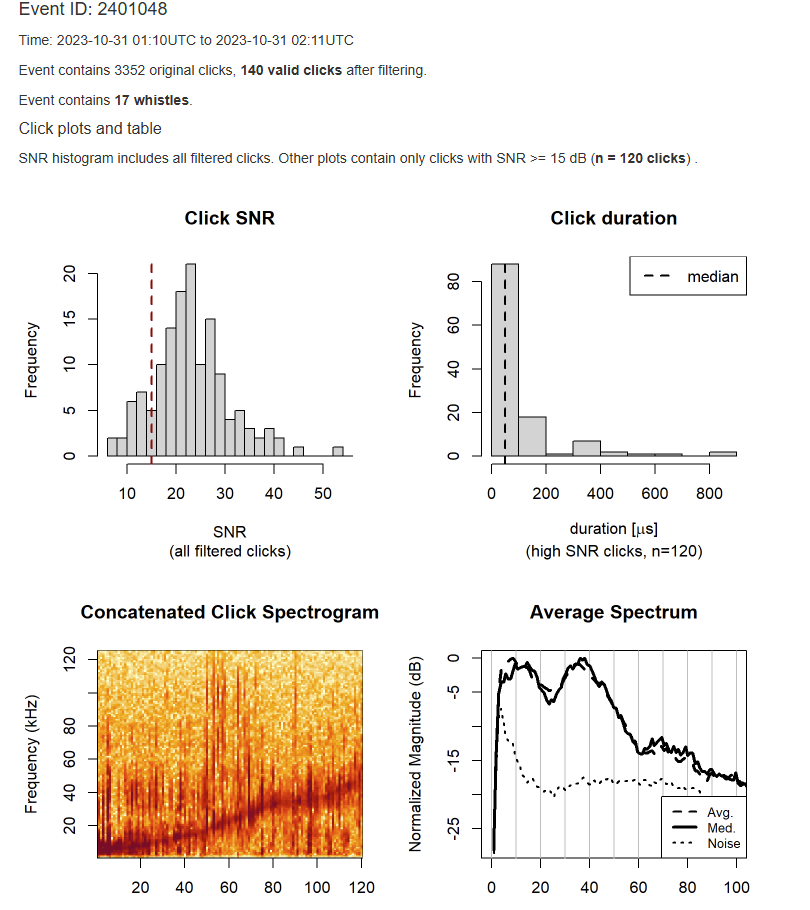 Event ID: 2401048
Time: 2023-10-31 01:10UTC to 2023-10-31 02:11UTC
Event contains 3352 original clicks, 140 valid clicks after filtering.
Event contains 17 whistles.
Click plots and table
SNR histogram includes all filtered clicks. Other plots contain only clicks with SNR >= 15 dB (n = 120 clicks) .
Click SNR
Frequency
0
5
10
15
20
10
20
30
40
50
SNR
(all filtered clicks)
Click duration
median
Frequency
0
20
40
60
80
0
200
400
600
800
duration [μs]
(high SNR clicks, n=120)
Concatenated Click Spectrogram
Frequency (kHz)
20
40
60
80
120
20
40
60
80
100
120
Average Spectrum
Normalized Magnitude (dB)
0
-5
-15
-25
Avg.
Med.
Noise
0
20
40
60
80
100